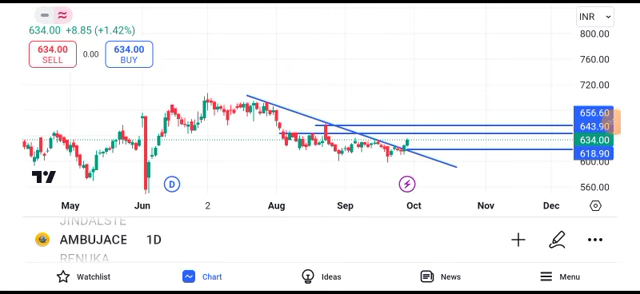 634.00 +8.85 (+1.42%)
INR
634.00
SELL
0.00
634.00
BUY
800.00
760.00
720.00
656.60
643.90
634.00
618.90
600.00
560.00
D
May
Jun
2
Aug
Sep
Oct
Nov
Dec
JINDALSTE
AMBUJACE 1D
RENUKA
Watchlist
Chart
Ideas
News
Menu